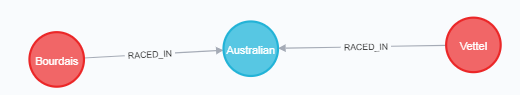 Bourdais
RACED_IN
Australian
RACED_IN
Vettel